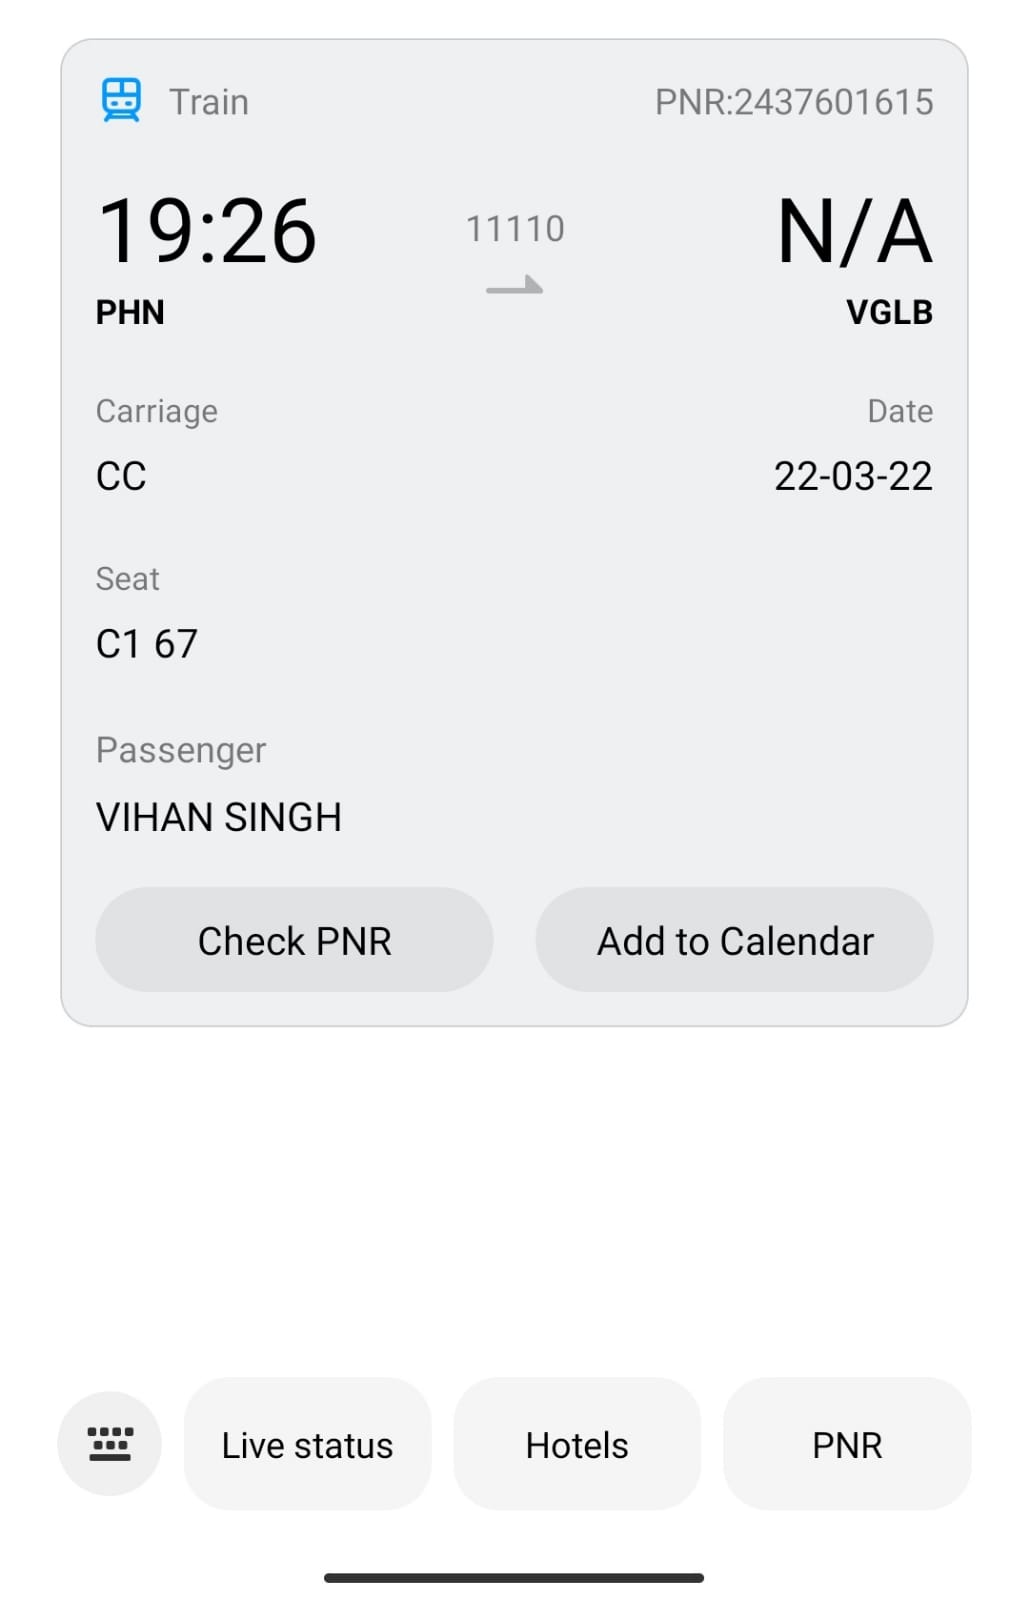 Train PNR:2437601615
19:26 11110 N/A
PHN VGLB
Carriage Date
CC 22-03-22
Seat
C1 67
Passenger
VIHAN SINGH
Check PNR Add to Calendar
Live status Hotels PNR